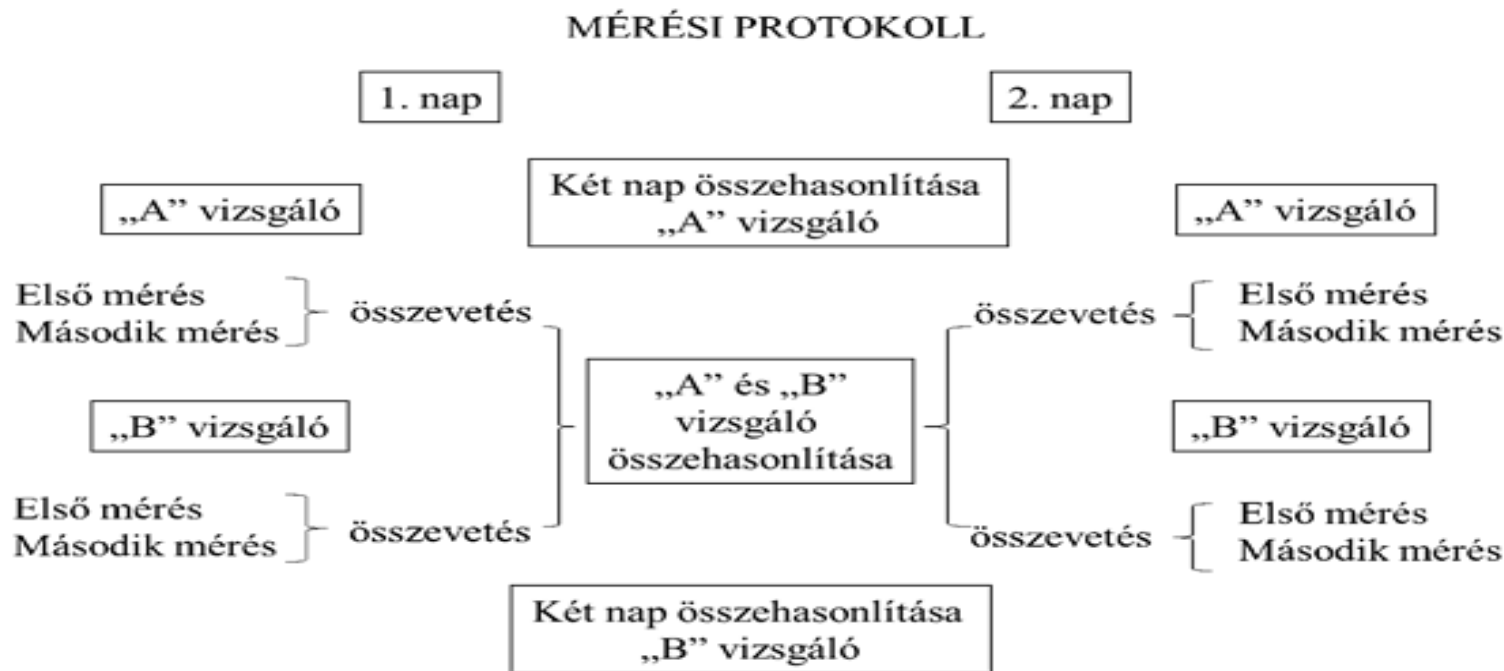 MÉRÉSI PROTOKOLL
1. nap
2. nap
„A” vizsgáló
Két nap összehasonlítása
„A” vizsgáló
„A” vizsgáló
Első mérés
Második mérés
összevetés
összevetés
Első mérés
Második mérés
„B” vizsgáló
„A” és „B”
vizsgáló
összehasonlítása
„B” vizsgáló
Első mérés
Második mérés
összevetés
összevetés
Első mérés
Második mérés
Két nap összehasonlítása
„B” vizsgáló